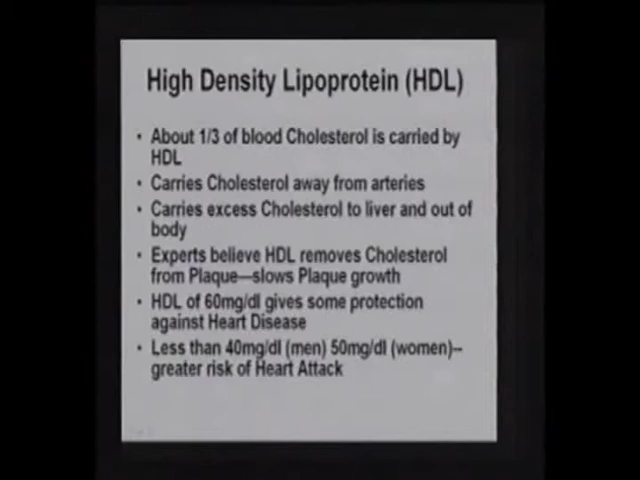 High Density Lipoprotein (HDL)
• About 1/3 of blood Cholesterol is carried by
HDL
• Carries Cholesterol away from arteries
• Carries excess Cholesterol to liver and out of
body
• Experts believe HDL removes Cholesterol
from Plaque—slows Plaque growth
• HDL of 60mg/dl gives some protection
against Heart Disease
• Less than 40mg/dl (men) 50mg/dl (women)–
greater risk of Heart Attack